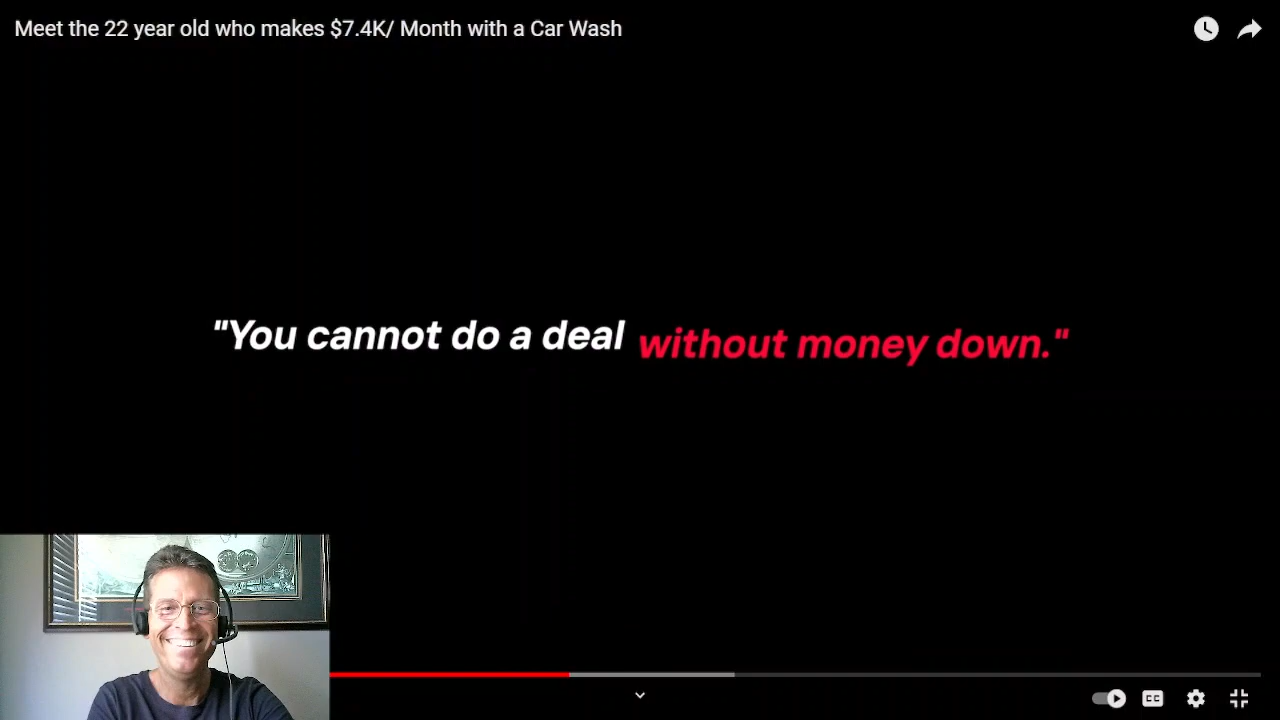 Meet the 22 year old who makes $7.4K/ Month with a Car Wash
"You cannot do a deal without money down."
CC